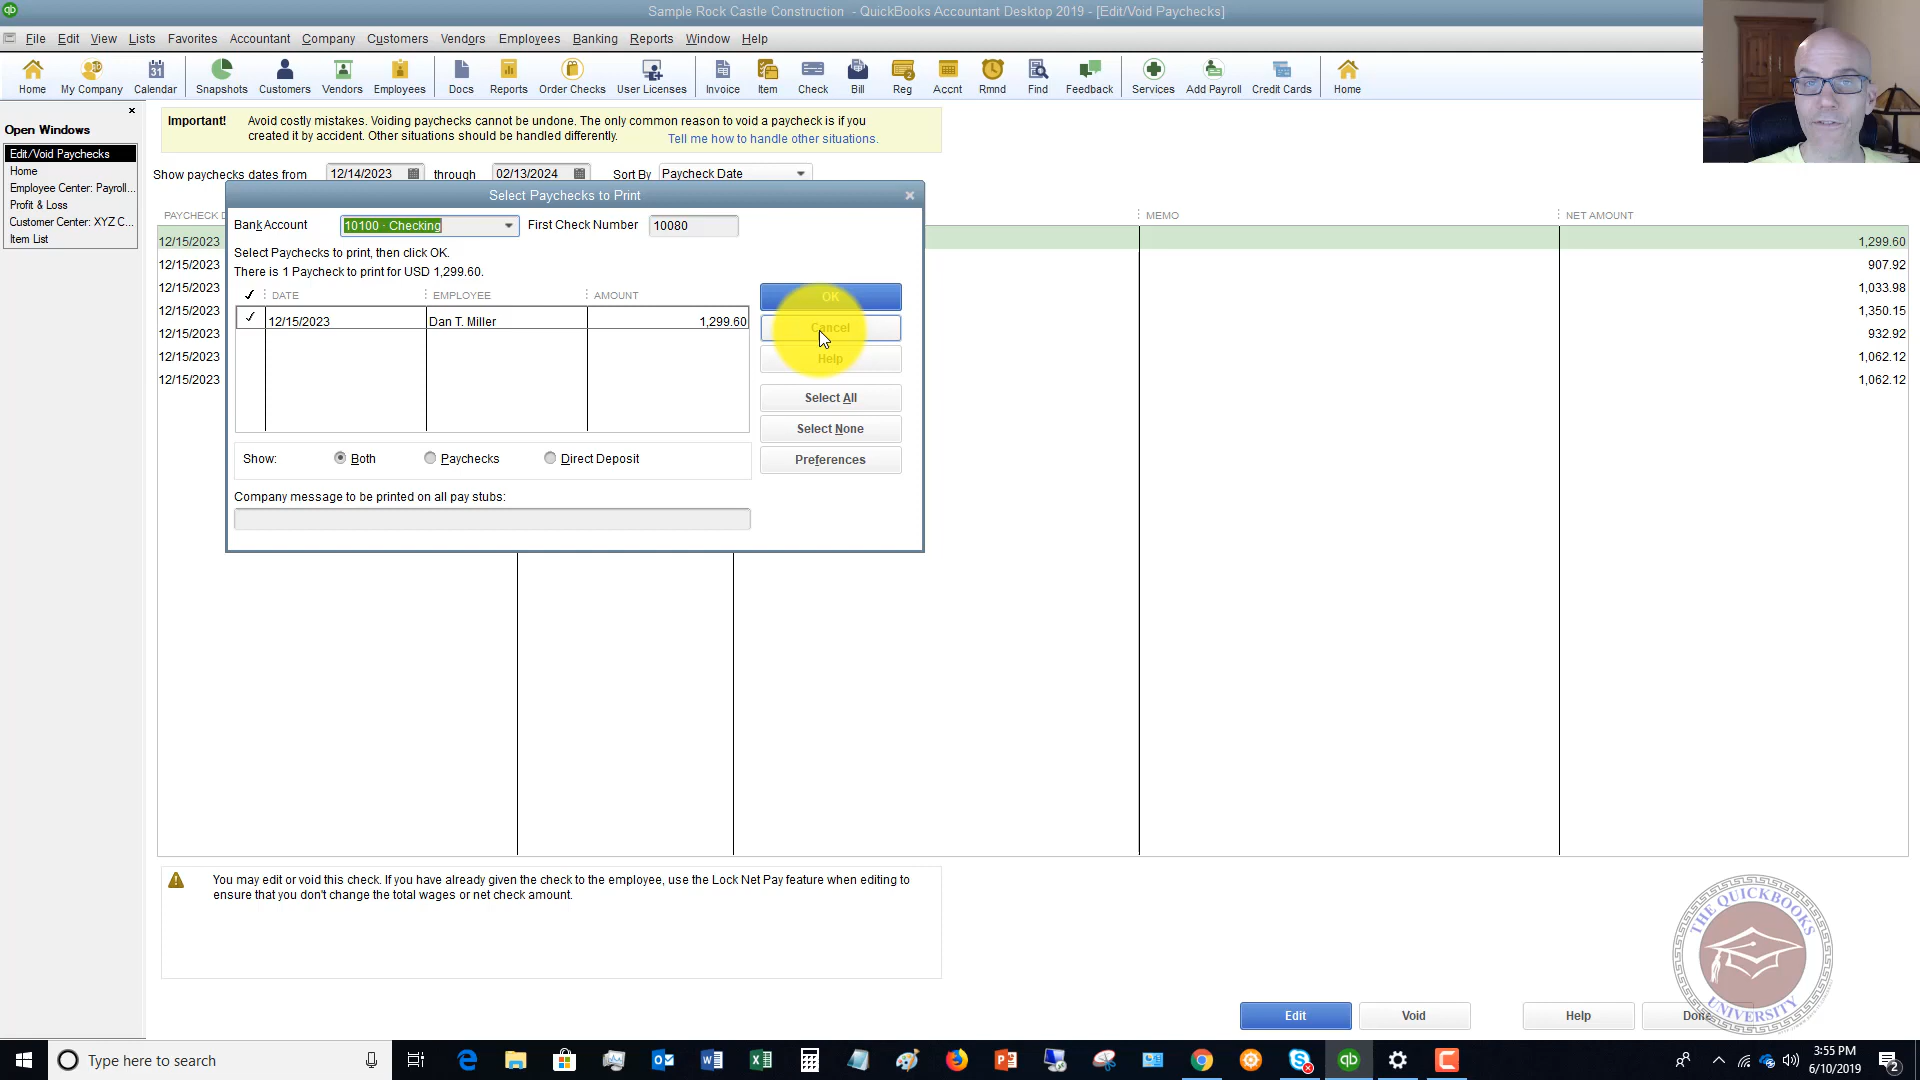 Sample Rock Castle Construction - QuickBooks Accountant Desktop 2019 - [Edit/Void Paychecks]
File Edit View Lists Favorites Accountant Company Customers Vendors Employees Banking Reports Window Help
Home My Company Calendar Snapshots Customers Vendors Employees Docs Reports Order Checks User Licenses Invoice Item Check Bill Reg Accnt Rmnd Find Feedback Services Add Payroll Credit Cards Home
Open Windows
Edit/Void Paychecks
Home
Employee Center: Payroll...
Profit & Loss
Customer Center: XYZ C...
Item List
Important! Avoid costly mistakes. Voiding paychecks cannot be undone. The only common reason to void a paycheck is if you
created it by accident. Other situations should be handled differently. Tell me how to handle other situations.
Show paychecks dates from 12/14/2023 through 02/13/2024 Sort By Paycheck Date
PAYCHECK D MEMO NET AMOUNT
12/15/2023 1,299.60
12/15/2023 907.92
12/15/2023 1,033.98
12/15/2023 1,350.15
12/15/2023 932.92
12/15/2023 1,062.12
12/15/2023 1,062.12
Select Paychecks to Print
Bank Account 10100 · Checking First Check Number 10080
Select Paychecks to print, then click OK.
There is 1 Paycheck to print for USD 1,299.60.
✓ DATE EMPLOYEE AMOUNT
✓ 12/15/2023 Dan T. Miller 1,299.60
OK
Cancel
Help
Select All
Select None
Preferences
Show: Both Paychecks Direct Deposit
Company message to be printed on all pay stubs:
You may edit or void this check. If you have already given the check to the employee, use the Lock Net Pay feature when editing to
ensure that you don't change the total wages or net check amount.
THE QUICKBOOKS
UNIVERSITY
Edit Void Help Done
Type here to search
3:55 PM
6/10/2019
2